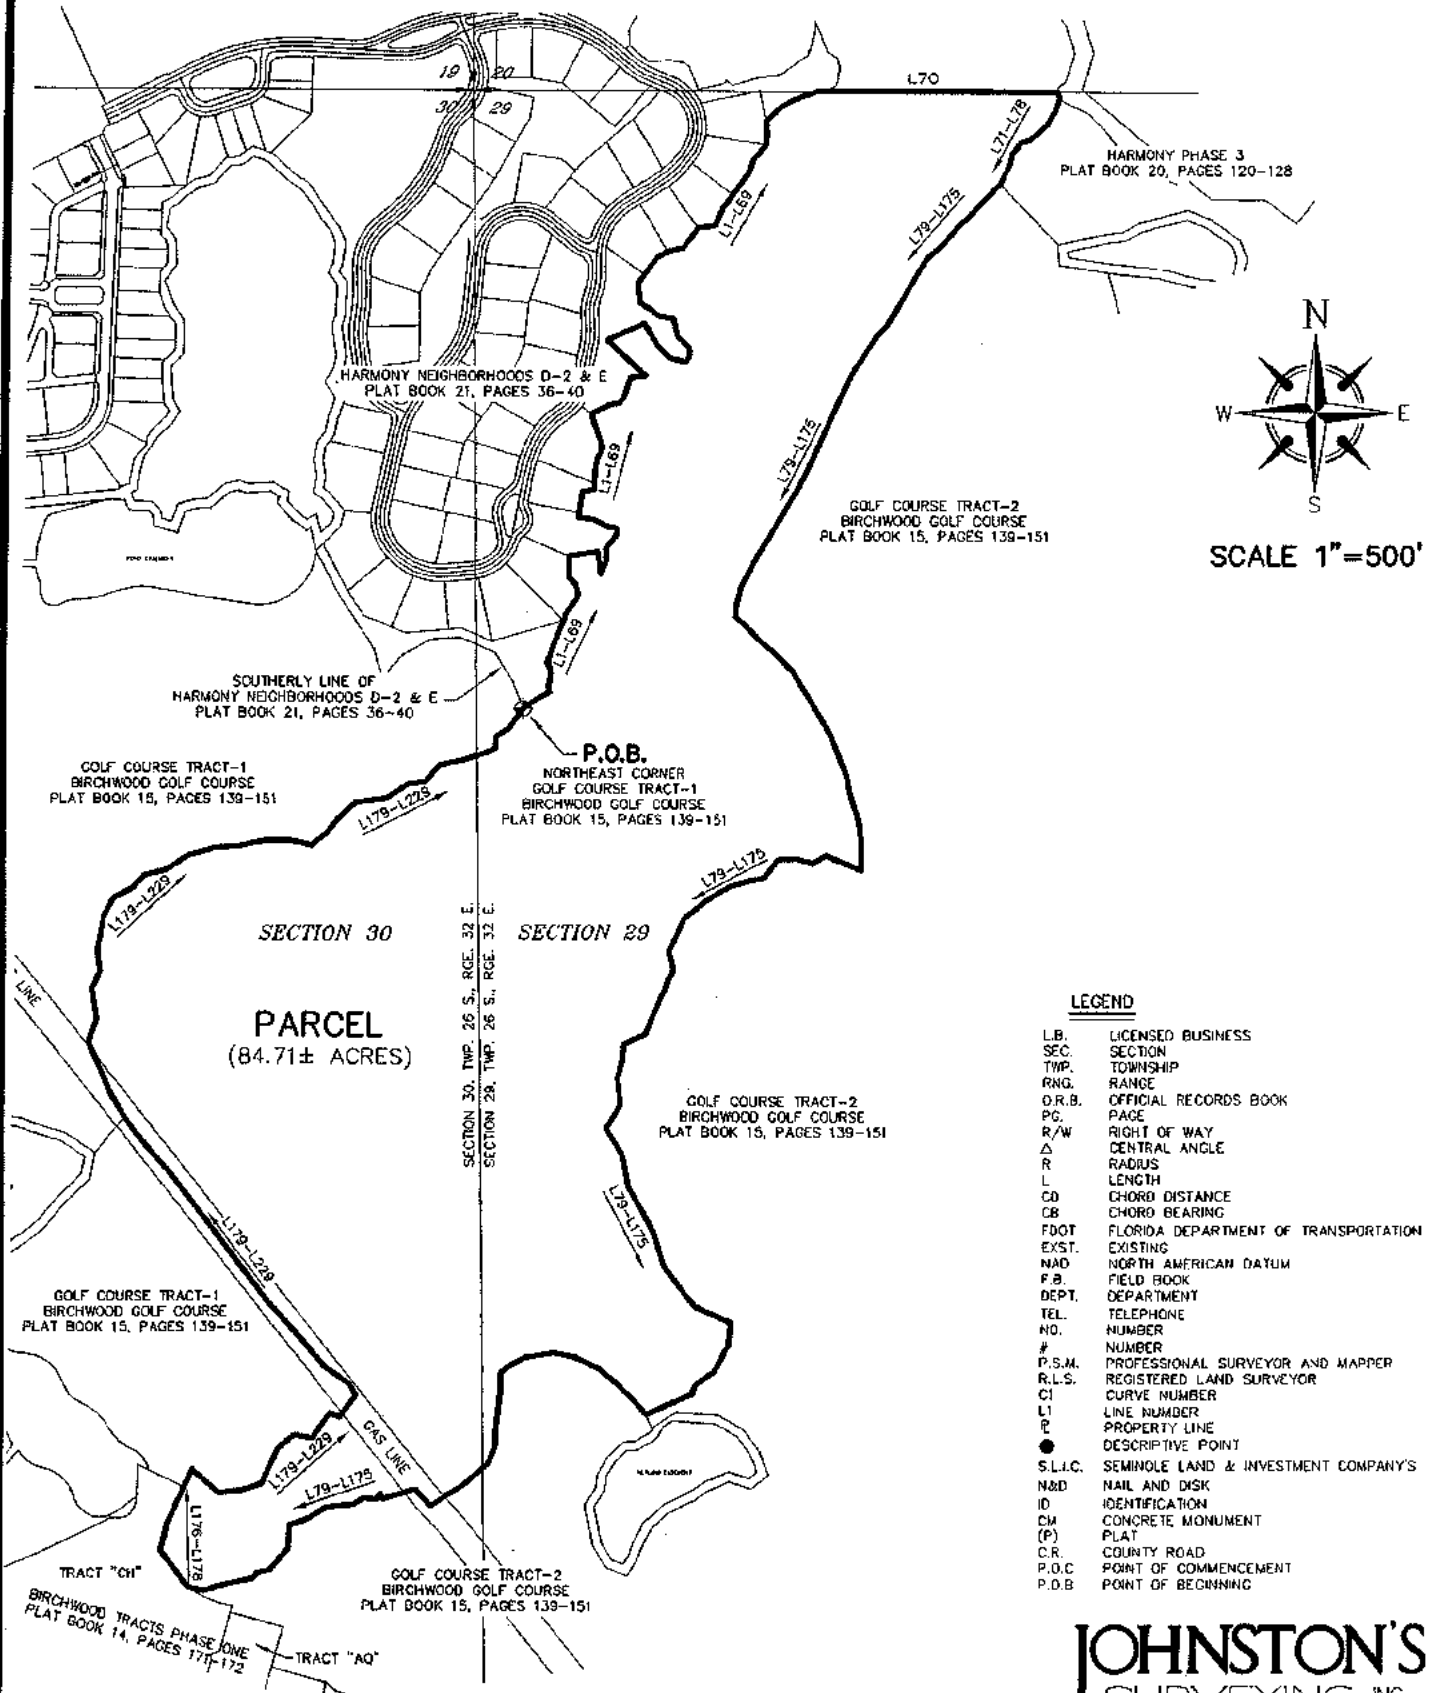 L70
19 20
30 29
L71-L78
HARMONY PHASE 3
PLAT BOOK 20, PAGES 120-128
L1-L69
L79-L175
N
W E
S
SCALE 1"=500'
HARMONY NEIGHBORHOODS D-2 & E
PLAT BOOK 21, PAGES 36-40
L79-L175
L1-L69
GOLF COURSE TRACT-2
BIRCHWOOD GOLF COURSE
PLAT BOOK 15, PAGES 139-151
L1-L69
SOUTHERLY LINE OF
HARMONY NEIGHBORHOODS D-2 & E
PLAT BOOK 21, PAGES 36-40
P.O.B.
NORTHEAST CORNER
GOLF COURSE TRACT-1
BIRCHWOOD GOLF COURSE
PLAT BOOK 15, PAGES 139-151
GOLF COURSE TRACT-1
BIRCHWOOD GOLF COURSE
PLAT BOOK 15, PAGES 139-151
L179-L229
L79-L175
L179-L229
SECTION 30
SECTION 29
SECTION 30, TWP. 26 S., RGE. 32 E.
SECTION 29, TWP. 26 S., RGE. 32 E.
LINE
PARCEL
(84.71± ACRES)
GOLF COURSE TRACT-2
BIRCHWOOD GOLF COURSE
PLAT BOOK 15, PAGES 139-151
L79-L175
L179-L229
GOLF COURSE TRACT-1
BIRCHWOOD GOLF COURSE
PLAT BOOK 15, PAGES 139-151
GAS LINE
L179-L229
L79-L175
L176-L178
TRACT "CH"
BIRCHWOOD TRACTS PHASE ONE
PLAT BOOK 14, PAGES 171-172
TRACT "AQ"
GOLF COURSE TRACT-2
BIRCHWOOD GOLF COURSE
PLAT BOOK 15, PAGES 139-151
LEGEND
L.B. LICENSED BUSINESS
SEC. SECTION
TWP. TOWNSHIP
RNG. RANGE
O.R.B. OFFICIAL RECORDS BOOK
PG. PAGE
R/W RIGHT OF WAY
△ CENTRAL ANGLE
R RADIUS
L LENGTH
CD CHORD DISTANCE
CB CHORD BEARING
FDOT FLORIDA DEPARTMENT OF TRANSPORTATION
EXST. EXISTING
NAD NORTH AMERICAN DATUM
F.B. FIELD BOOK
DEPT. DEPARTMENT
TEL. TELEPHONE
NO. NUMBER
# NUMBER
P.S.M. PROFESSIONAL SURVEYOR AND MAPPER
R.L.S. REGISTERED LAND SURVEYOR
C1 CURVE NUMBER
L1 LINE NUMBER
℄ PROPERTY LINE
● DESCRIPTIVE POINT
S.L.I.C. SEMINOLE LAND & INVESTMENT COMPANY'S
N&D NAIL AND DISK
ID IDENTIFICATION
CM CONCRETE MONUMENT
(P) PLAT
C.R. COUNTY ROAD
P.O.C POINT OF COMMENCEMENT
P.O.B POINT OF BEGINNING
JOHNSTON'S
SURVEYING INC.